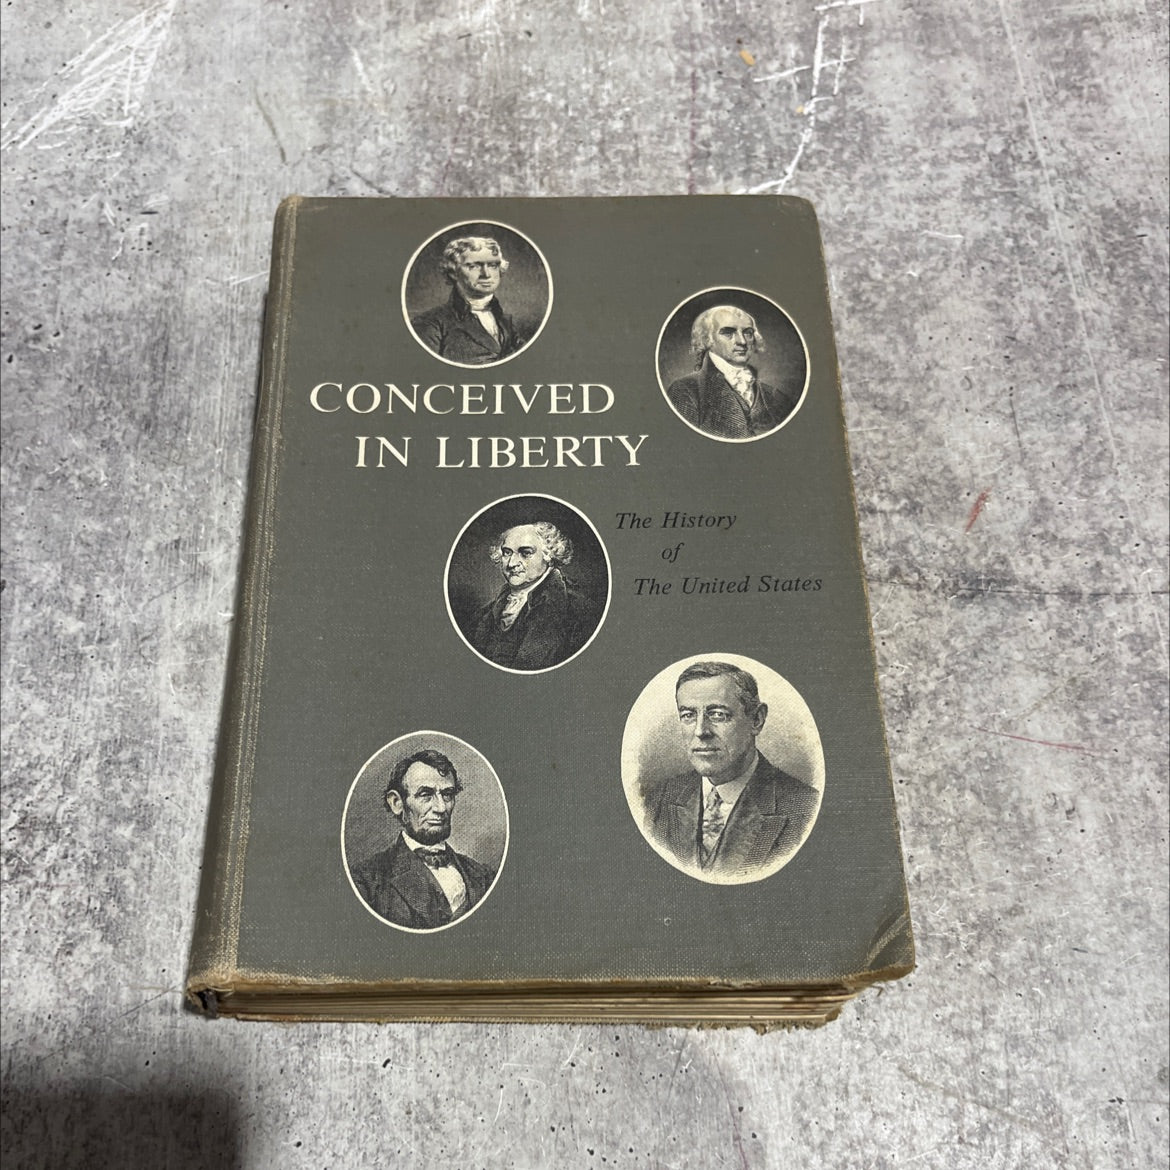 CONCEIVED
IN LIBERTY
The History
of
The United States